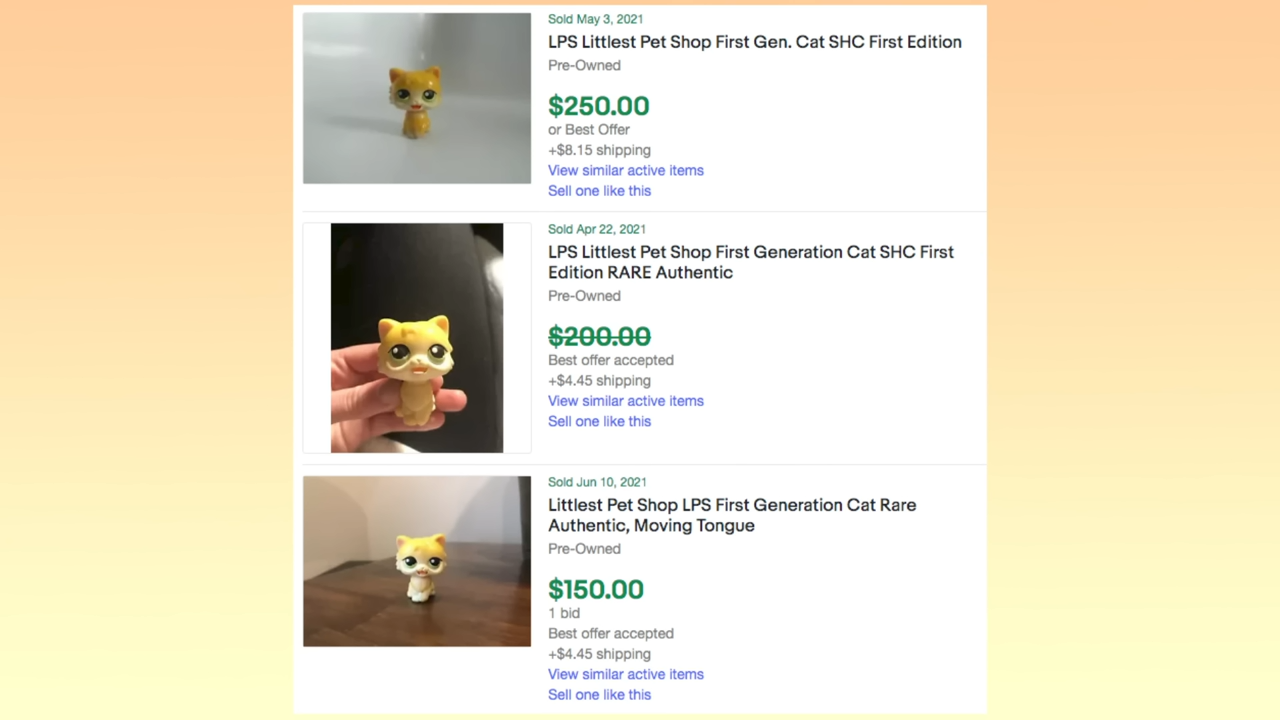 Sold May 3, 2021
LPS Littlest Pet Shop First Gen. Cat SHC First Edition
Pre-Owned
$250.00
or Best Offer
+$8.15 shipping
View similar active items
Sell one like this
Sold Apr 22, 2021
LPS Littlest Pet Shop First Generation Cat SHC First
Edition RARE Authentic
Pre-Owned
$200.00
Best offer accepted
+$4.45 shipping
View similar active items
Sell one like this
Sold Jun 10, 2021
Littlest Pet Shop LPS First Generation Cat Rare
Authentic, Moving Tongue
Pre-Owned
$150.00
1 bid
Best offer accepted
+$4.45 shipping
View similar active items
Sell one like this